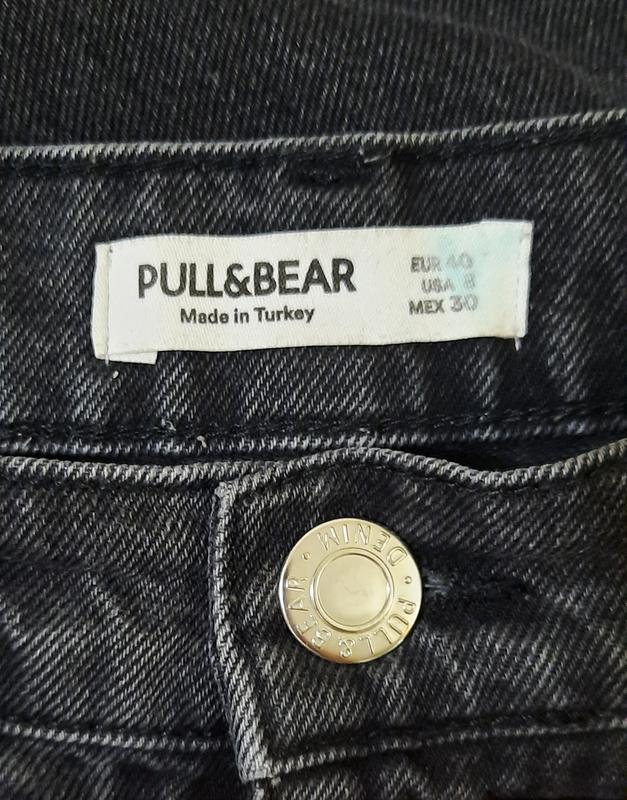 PULL&BEAR
Made in Turkey
EUR 40
USA 8
MEX 30
PULL&BEAR • DENIM •